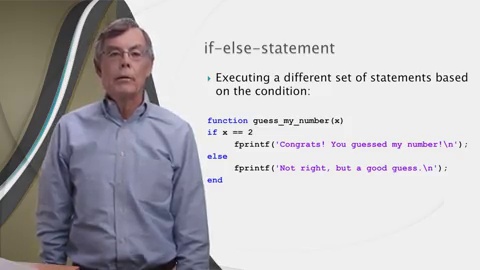 if-else-statement
Executing a different set of statements based
on the condition:
function guess_my_number(x)
if x == 2
fprintf('Congrats! You guessed my number!\n');
else
fprintf('Not right, but a good guess.\n');
end